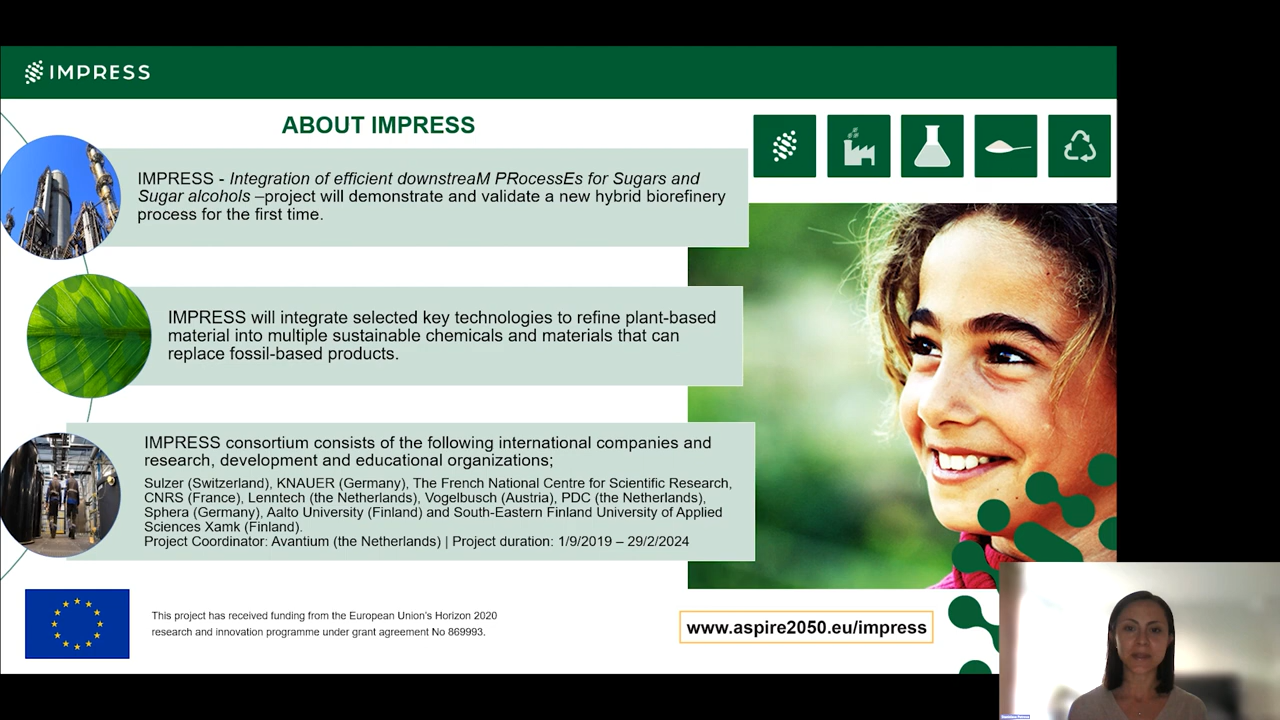 IMPRESS
ABOUT IMPRESS
IMPRESS - Integration of efficient downstreaM PRocessEs for Sugars and
Sugar alcohols –project will demonstrate and validate a new hybrid biorefinery
process for the first time.
IMPRESS will integrate selected key technologies to refine plant-based
material into multiple sustainable chemicals and materials that can
replace fossil-based products.
IMPRESS consortium consists of the following international companies and
research, development and educational organizations;
Sulzer (Switzerland), KNAUER (Germany), The French National Centre for Scientific Research,
CNRS (France), Lenntech (the Netherlands), Vogelbusch (Austria), PDC (the Netherlands),
Sphera (Germany), Aalto University (Finland) and South-Eastern Finland University of Applied
Sciences Xamk (Finland).
Project Coordinator: Avantium (the Netherlands) | Project duration: 1/9/2019 – 29/2/2024
This project has received funding from the European Union's Horizon 2020
research and innovation programme under grant agreement No 869993.
www.aspire2050.eu/impress